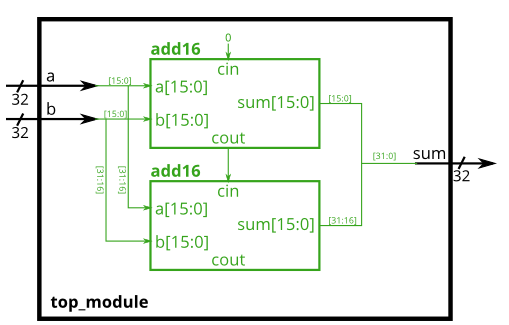 0
add16
cin
a
[15:0]
a[15:0]
32
sum[15:0]
[15:0]
b
[15:0]
b[15:0]
32
cout
[31:0]
sum
32
add16
[31:16]
[31:16]
cin
a[15:0]
sum[15:0]
[31:16]
b[15:0]
cout
top_module